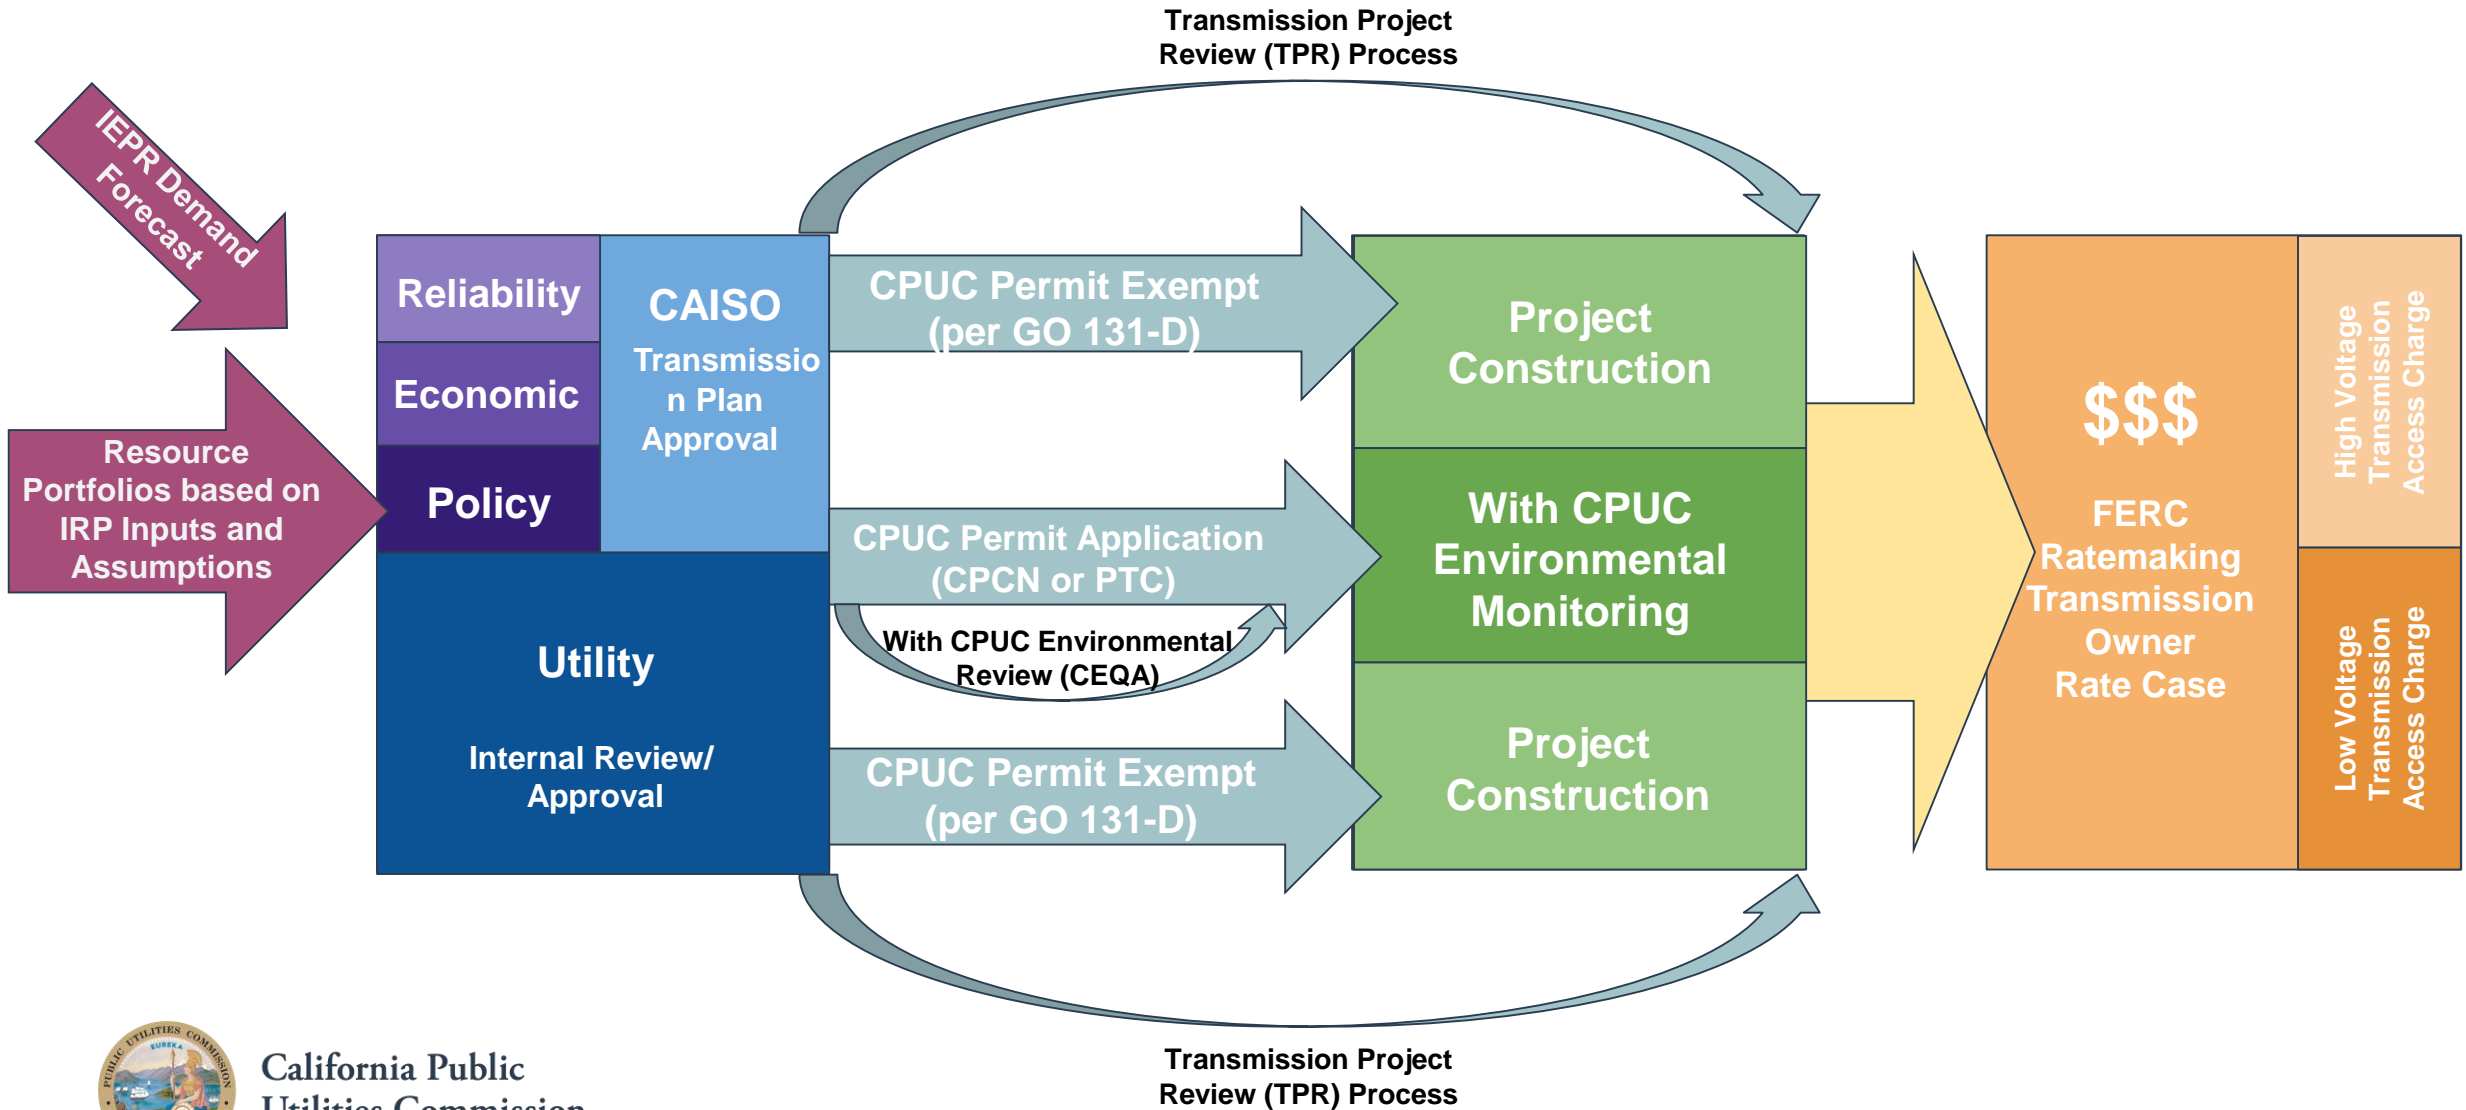 Transmission Project
Review (TPR) Process
IEPR Demand
Forecast
Resource
Portfolios based on
IRP Inputs and
Assumptions
Reliability
Economic
Policy
CAISO
Transmissio
n Plan
Approval
Utility
Internal Review/
Approval
CPUC Permit Exempt
(per GO 131-D)
CPUC Permit Application
(CPCN or PTC)
With CPUC Environmental
Review (CEQA)
CPUC Permit Exempt
(per GO 131-D)
Project
Construction
With CPUC
Environmental
Monitoring
Project
Construction
$$$
FERC
Ratemaking
Transmission
Owner
Rate Case
High Voltage
Transmission
Access Charge
Low Voltage
Transmission
Access Charge
Transmission Project
Review (TPR) Process
PUBLIC UTILITIES COMMISSION
EUREKA
California Public
Utilities Commission